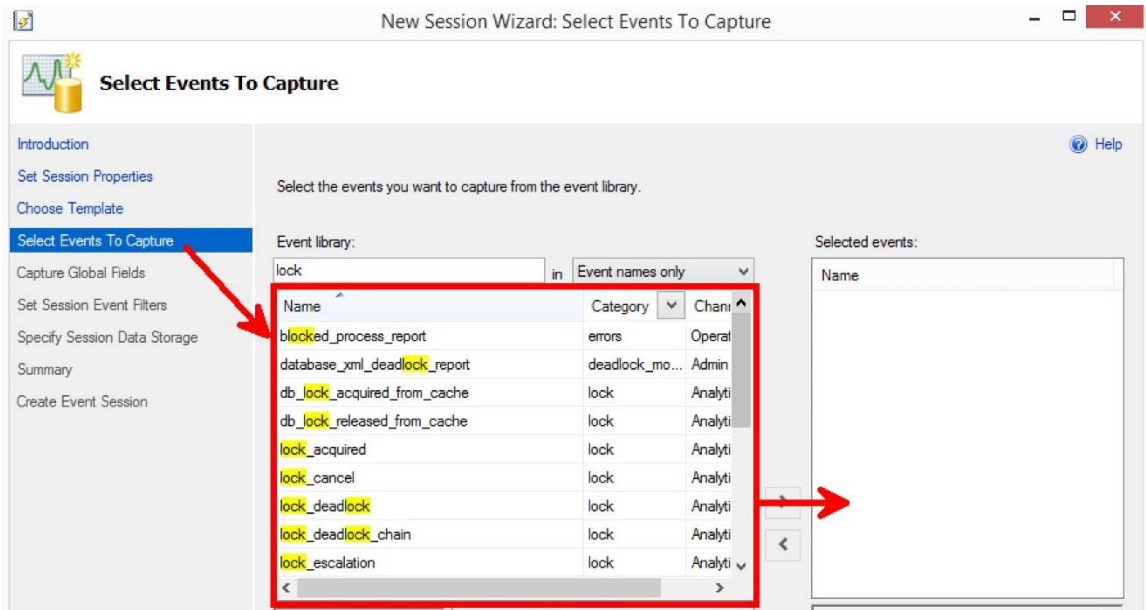 New Session Wizard: Select Events To Capture
Select Events To Capture
Introduction
Set Session Properties
Choose Template
Select Events To Capture
Capture Global Fields
Set Session Event Filters
Specify Session Data Storage
Summary
Create Event Session
Help
Select the events you want to capture from the event library.
Event library:
lock in Event names only
Name Category Chann
blocked_process_report errors Operat
database_xml_deadlock_report deadlock_mo... Admin
db_lock_acquired_from_cache lock Analyti
db_lock_released_from_cache lock Analyti
lock_acquired lock Analyti
lock_cancel lock Analyti
lock_deadlock lock Analyti
lock_deadlock_chain lock Analyti
lock_escalation lock Analyti
Selected events:
Name